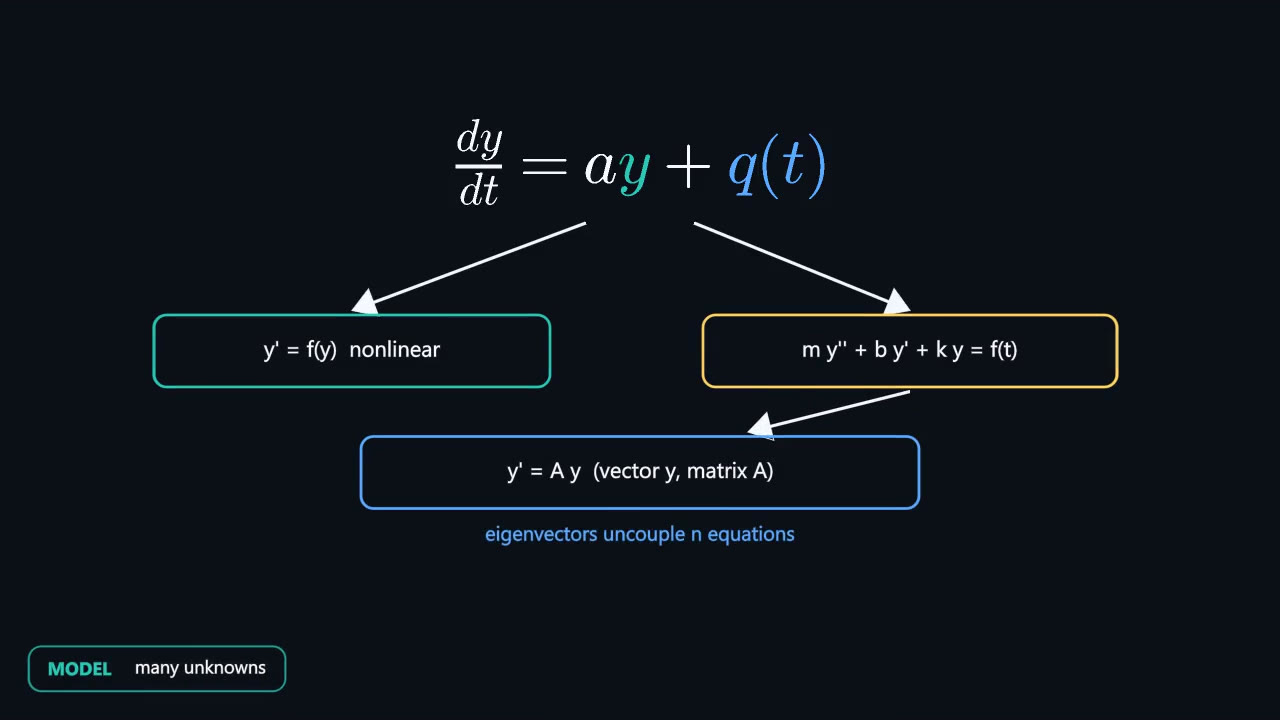 dy/dt = ay + q(t)
y' = f(y)  nonlinear
m y'' + b y' + k y = f(t)
y' = A y  (vector y, matrix A)
eigenvectors uncouple n equations
MODEL many unknowns